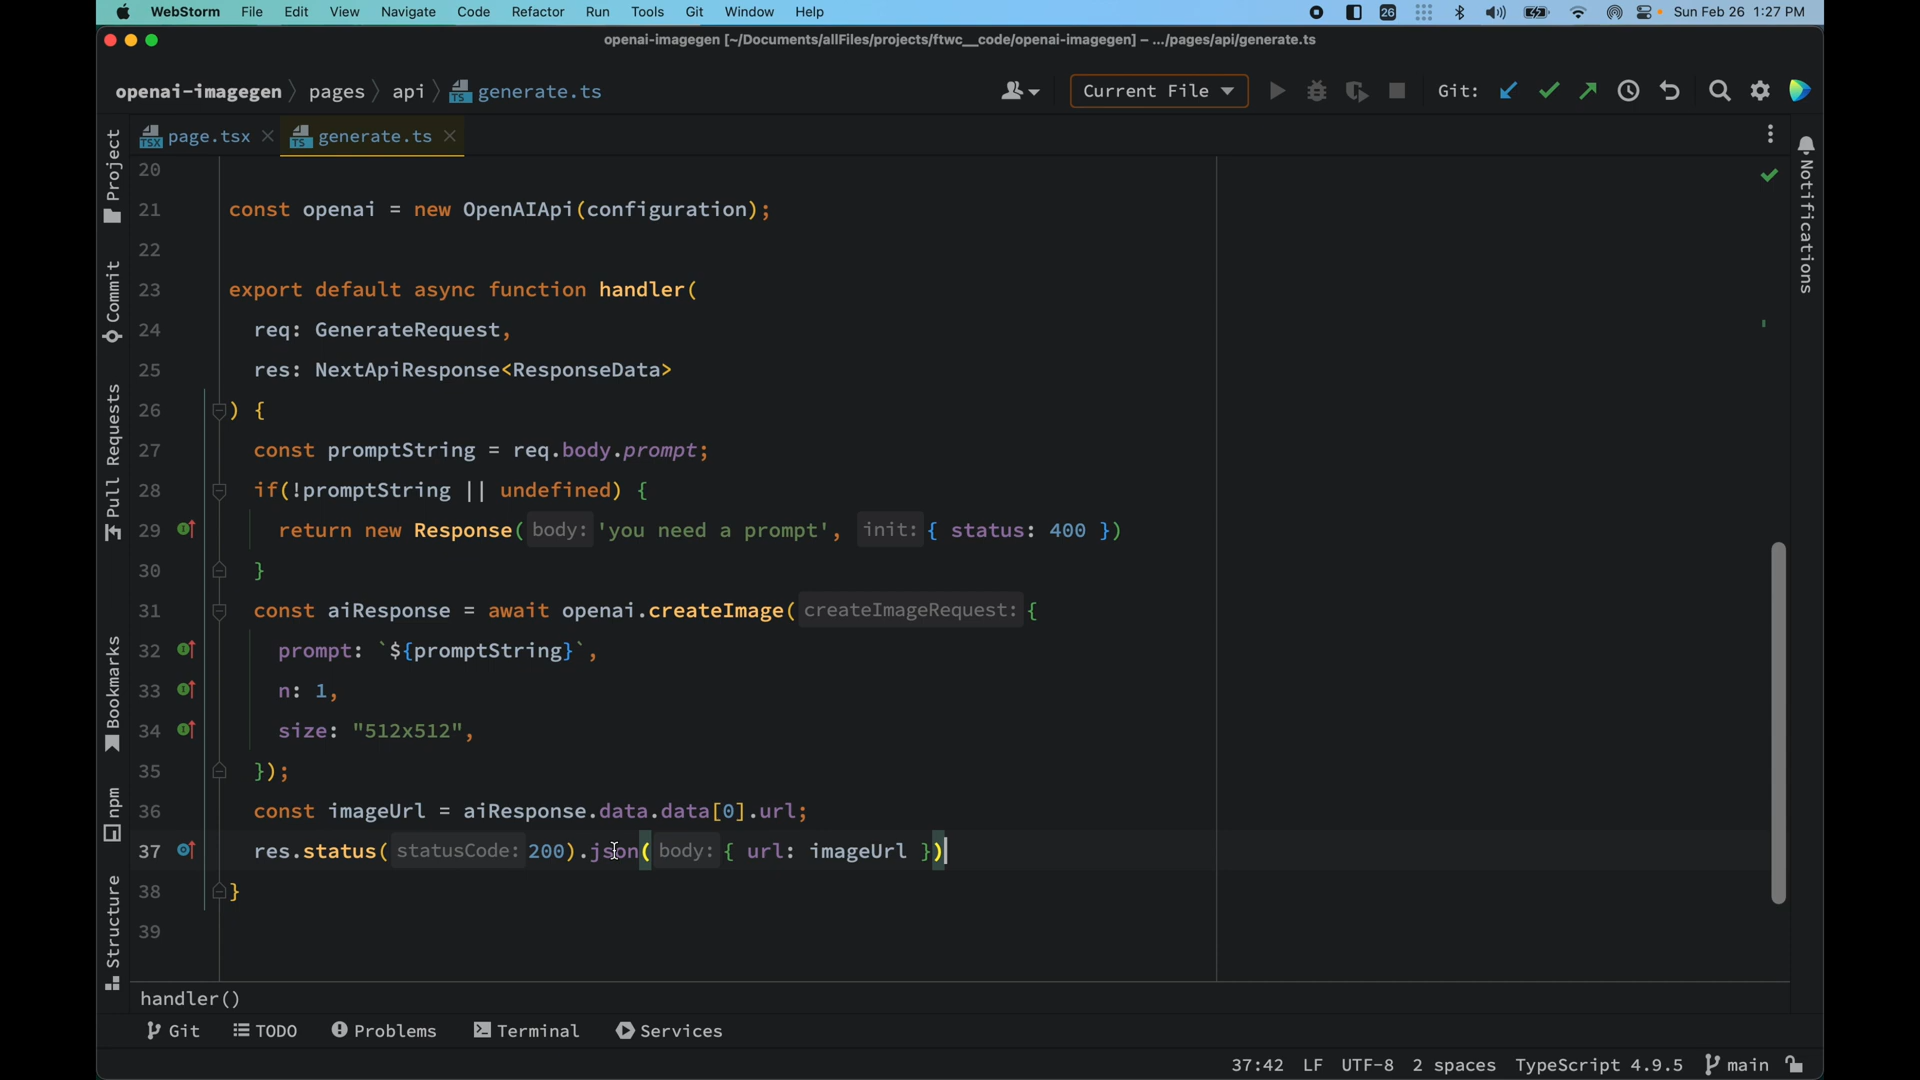 WebStorm File Edit View Navigate Code Refactor Run Tools Git Window Help 26 Sun Feb 26 1:27 PM
openai-imagegen [~/Documents/allFiles/projects/ftwc__code/openai-imagegen] – .../pages/api/generate.ts
openai-imagegen pages api generate.ts Current File Git:
page.tsx generate.ts
Project
Commit
Pull Requests
Bookmarks
npm
Structure
Notifications
20
21 const openai = new OpenAIApi(configuration);
22
23 export default async function handler(
24 req: GenerateRequest,
25 res: NextApiResponse<ResponseData>
26 ) {
27 const promptString = req.body.prompt;
28 if(!promptString || undefined) {
29 return new Response( body: 'you need a prompt', init: { status: 400 })
30 }
31 const aiResponse = await openai.createImage( createImageRequest: {
32 prompt: `${promptString}`,
33 n: 1,
34 size: "512x512",
35 });
36 const imageUrl = aiResponse.data.data[0].url;
37 res.status( statusCode: 200).json( body: { url: imageUrl })
38 }
39
handler()
Git TODO Problems Terminal Services
37:42 LF UTF-8 2 spaces TypeScript 4.9.5 main